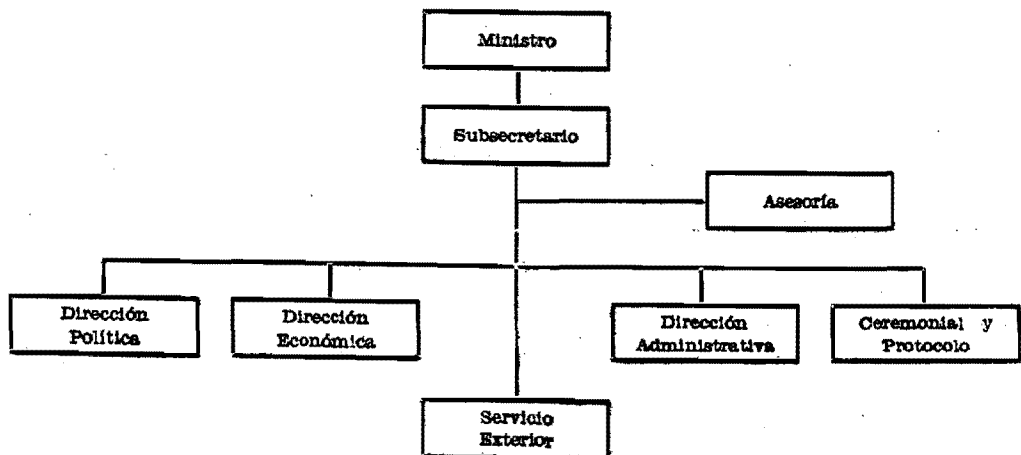 Ministro
Subsecretario
Asesoría
Dirección
Política
Dirección
Económica
Dirección
Administrativa
Ceremonial y
Protocolo
Servicio
Exterior